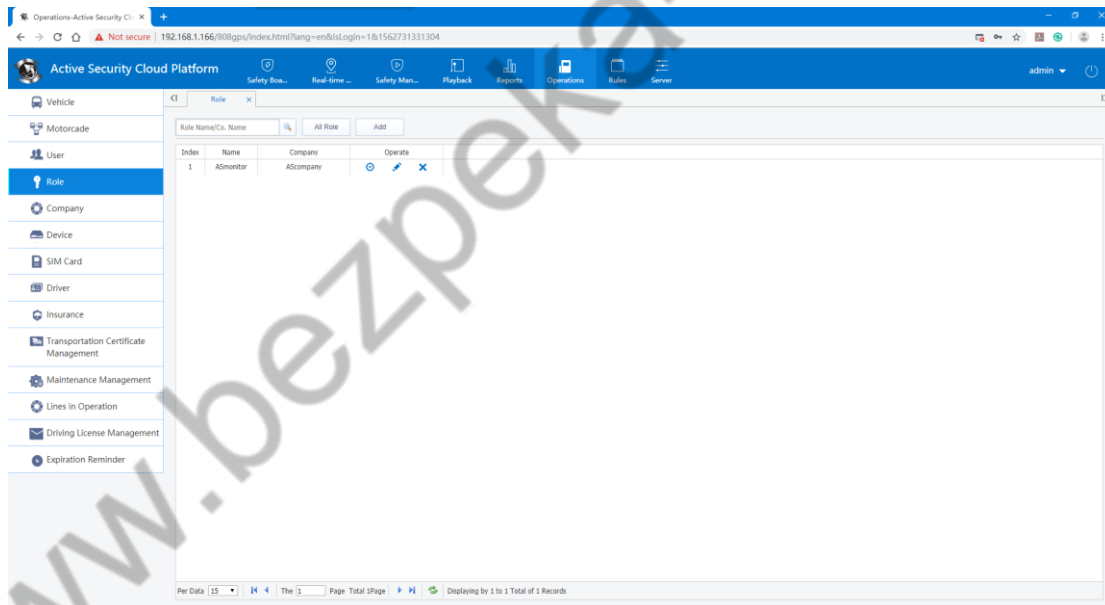 Operations-Active Security Cl
Not secure | 192.168.1.166/808gps/index.html?lang=en&isLogin=1&1562731331304
Active Security Cloud Platform
Safety Boa... Real-time ... Safety Man... Playback Reports Operations Rules Server
admin
Vehicle
Motorcade
User
Role
Company
Device
SIM Card
Driver
Insurance
Transportation Certificate
Management
Maintenance Management
Lines in Operation
Driving License Management
Expiration Reminder
Role
Role Name/Co. Name All Role Add
Index Name Company Operate
1 ASmonitor AScompany
Per Data 15 The 1 Page Total 1Page Displaying by 1 to 1 Total of 1 Records
www.bezpeka